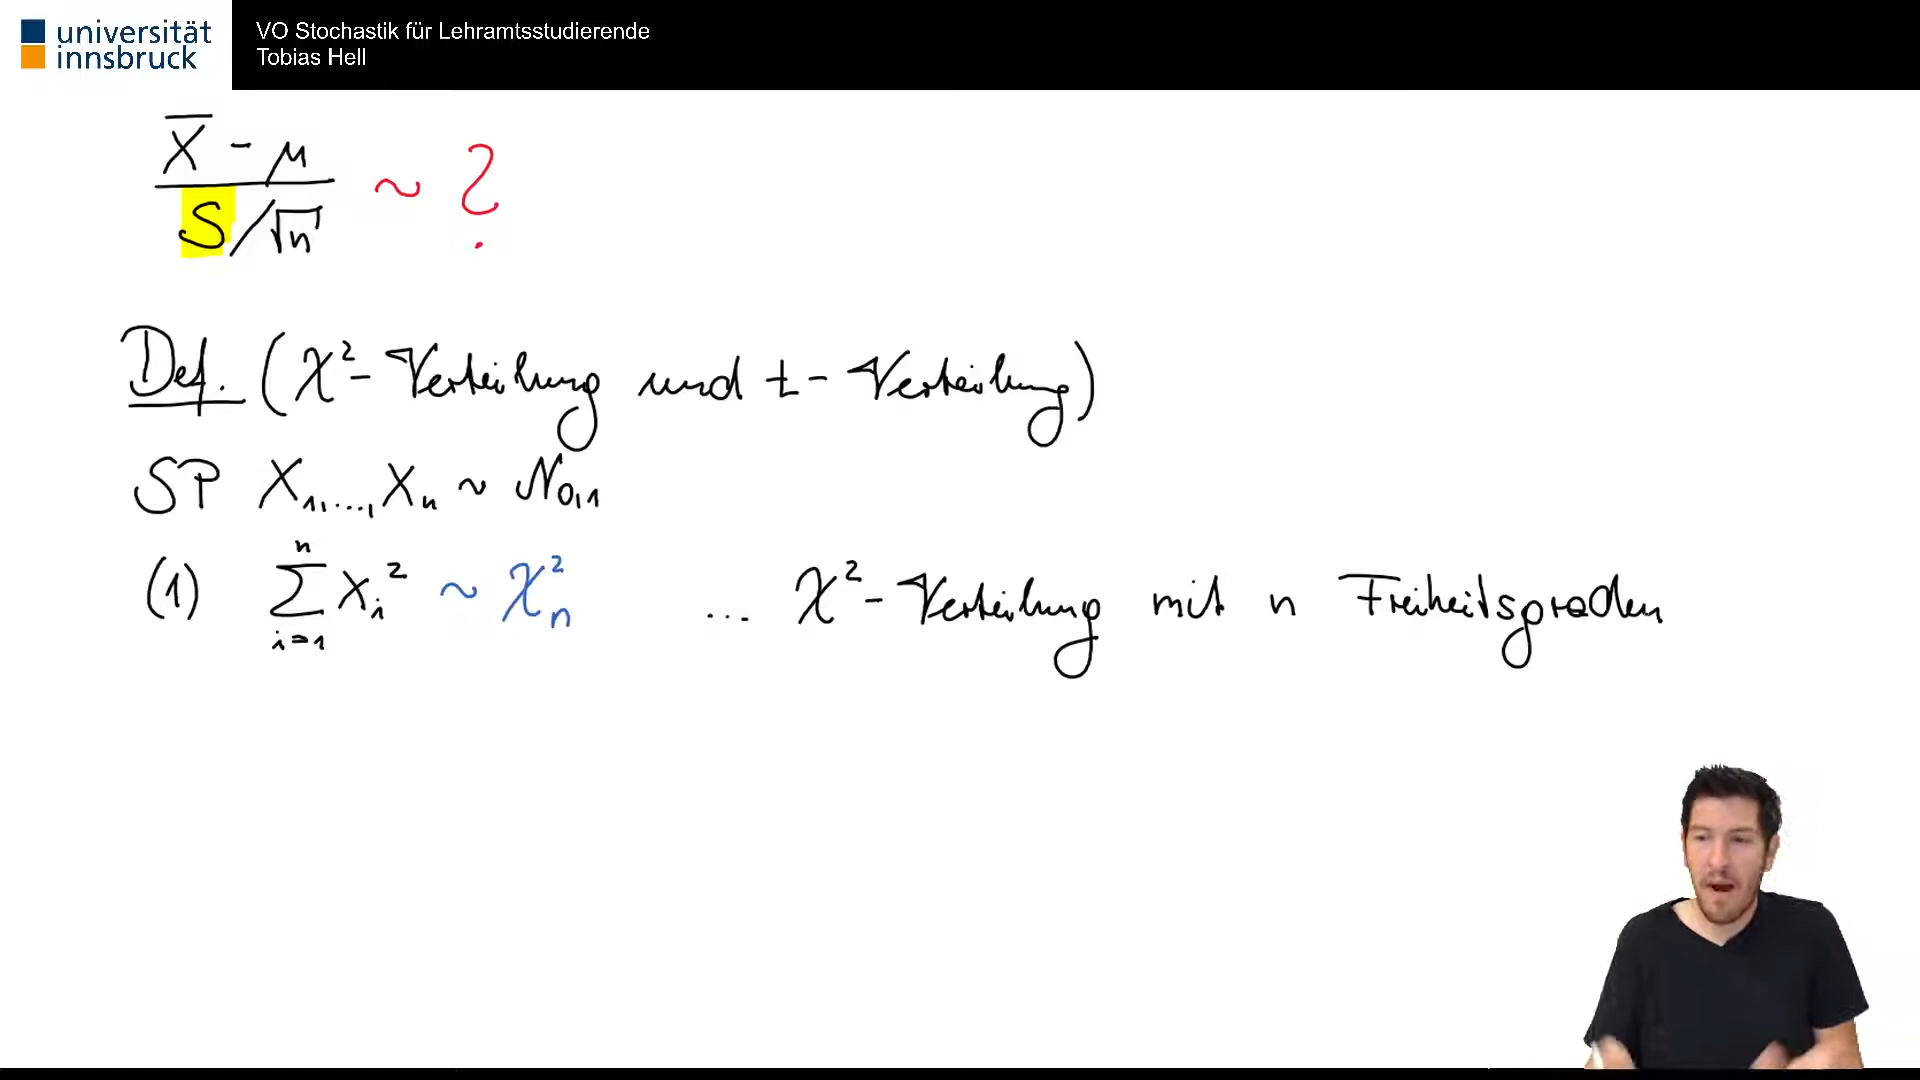 universität
innsbruck
VO Stochastik für Lehramtsstudierende
Tobias Hell
X̄ - μ
S/√n ~ ?
Def. (χ²-Verteilung und t-Verteilung)
SP X₁,...,Xₙ ~ N₀,₁
(1) ∑ᵢ₌₁ⁿ Xᵢ² ~ χ²ₙ ... χ²-Verteilung mit n Freiheitsgraden